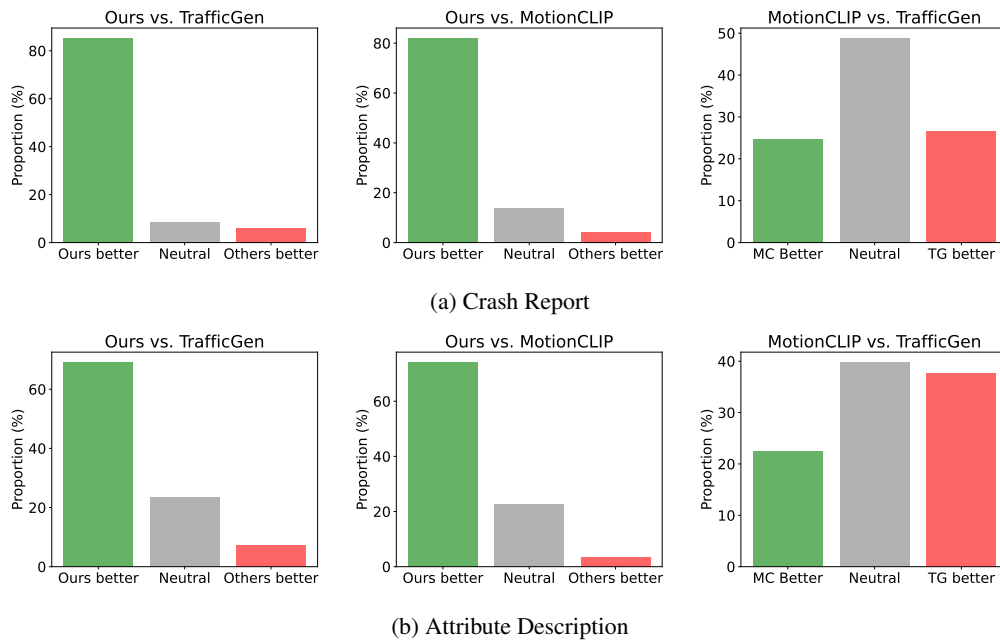 Ours vs. TrafficGen
Proportion (%)
80
60
40
20
0
Ours better Neutral Others better
Ours vs. MotionCLIP
Proportion (%)
80
60
40
20
0
Ours better Neutral Others better
MotionCLIP vs. TrafficGen
Proportion (%)
50
40
30
20
10
0
MC Better Neutral TG better
(a) Crash Report
Ours vs. TrafficGen
Proportion (%)
60
40
20
0
Ours better Neutral Others better
Ours vs. MotionCLIP
Proportion (%)
60
40
20
0
Ours better Neutral Others better
MotionCLIP vs. TrafficGen
Proportion (%)
40
30
20
10
0
MC Better Neutral TG better
(b) Attribute Description